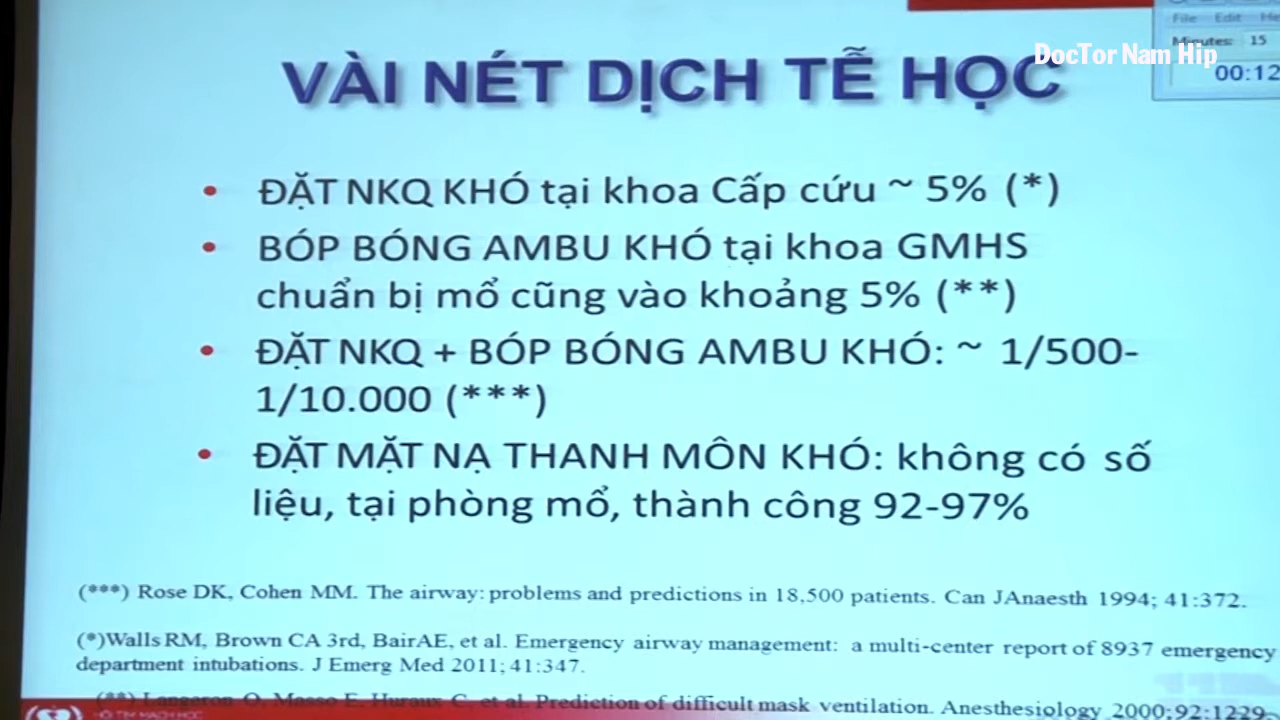 File Edit He
Minutes: 15
DocTor Nam Hip
00:12
VÀI NÉT DỊCH TỄ HỌC
• ĐẶT NKQ KHÓ tại khoa Cấp cứu ~ 5% (*)
• BÓP BÓNG AMBU KHÓ tại khoa GMHS
chuẩn bị mổ cũng vào khoảng 5% (**)
• ĐẶT NKQ + BÓP BÓNG AMBU KHÓ: ~ 1/500-
1/10.000 (***)
• ĐẶT MẶT NẠ THANH MÔN KHÓ: không có số
liệu, tại phòng mổ, thành công 92-97%
(***) Rose DK, Cohen MM. The airway: problems and predictions in 18,500 patients. Can JAnaesth 1994; 41:372.
(*)Walls RM, Brown CA 3rd, BairAE, et al. Emergency airway management: a multi-center report of 8937 emergency
department intubations. J Emerg Med 2011; 41:347.
(**) Langeron O, Masso E, Huraux C, et al. Prediction of difficult mask ventilation. Anesthesiology 2000; 92:1229